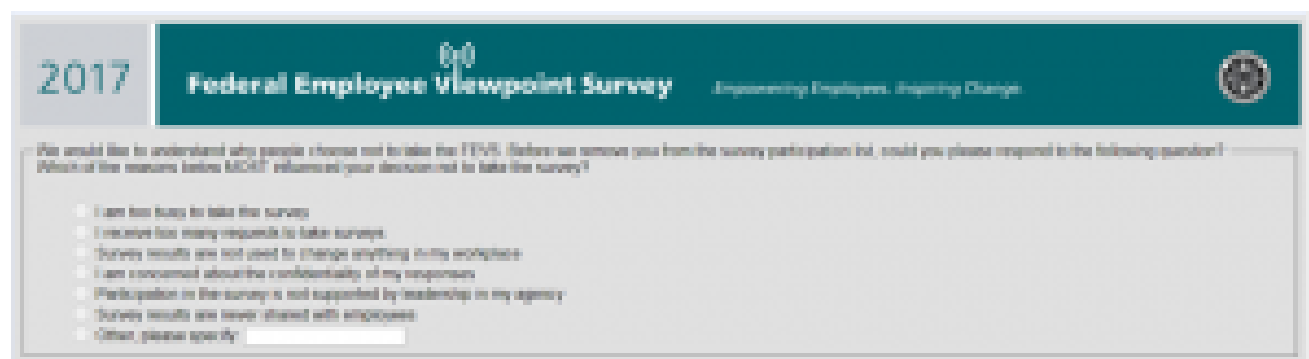 2017
Federal Employee Viewpoint Survey
Empowering Employees. Inspiring Change.
We would like to understand why people choose not to take the FEVS. Before we remove you from the survey participation list, could you please respond to the following question?
Which of the reasons below MOST influenced your decision not to take the survey?
I am too busy to take the survey
I receive too many requests to take surveys
Survey results are not used to change anything in my workplace
I am concerned about the confidentiality of my responses
Participation in the survey is not supported by leadership in my agency
Survey results are never shared with employees
Other, please specify